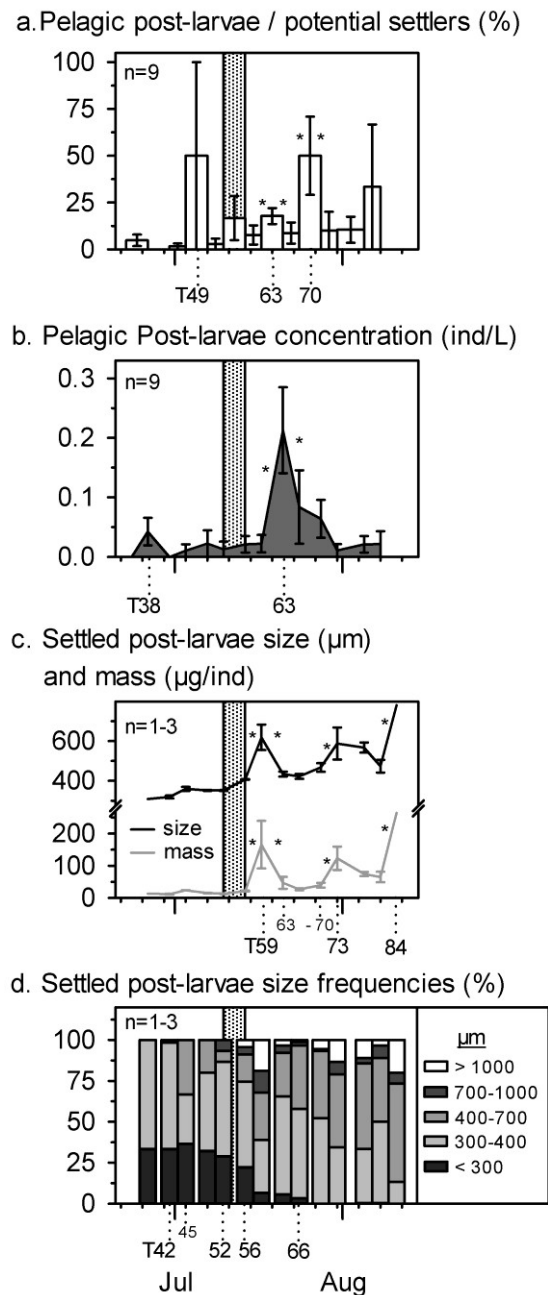 a.Pelagic post-larvae / potential settlers (%)
100
n=9
75
50
* *
25
* *
0
T49 63 70
b. Pelagic Post-larvae concentration (ind/L)
0.3
n=9
0.2
*
*
0.1
0.0
T38 63
c. Settled post-larvae size (µm)
and mass (µg/ind)
n=1-3
600
* * * *
400
200
size
mass
* * * *
100
0
63 - 70
T59 73 84
d. Settled post-larvae size frequencies (%)
n=1-3
100
75
50
25
0
µm
> 1000
700-1000
400-700
300-400
< 300
45
T42 52 56 66
Jul Aug